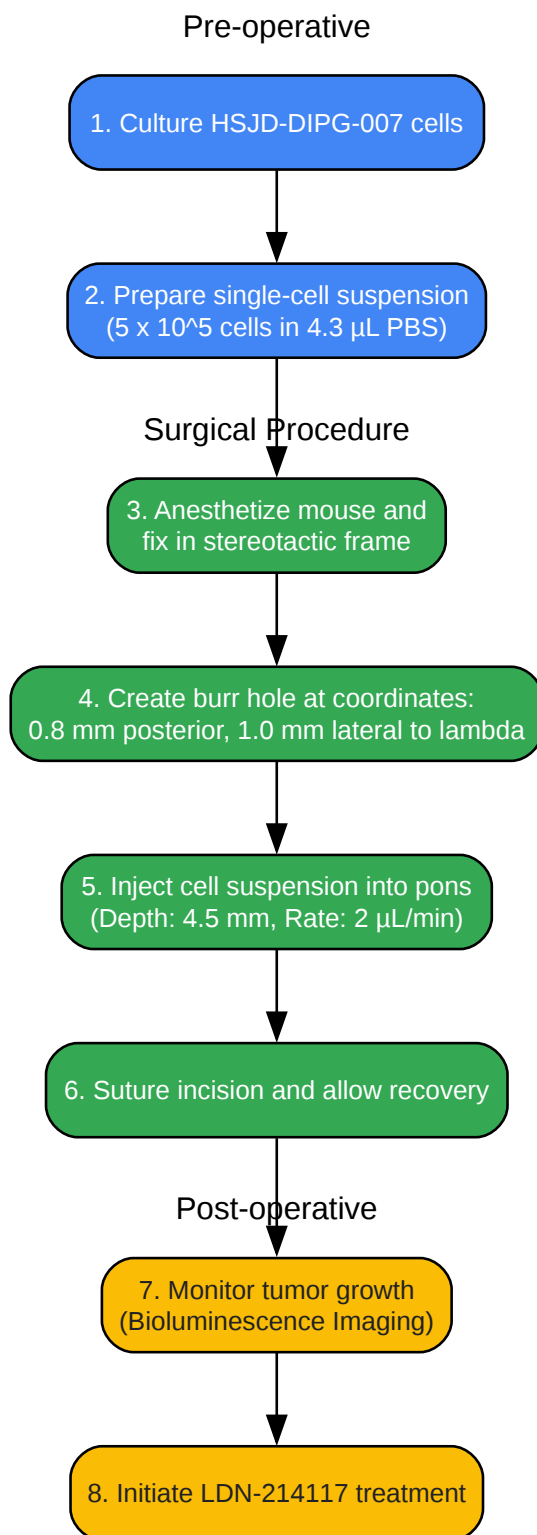 Pre-operative
1. Culture HSJD-DIPG-007 cells
2. Prepare single-cell suspension
(5 x 10^5 cells in 4.3 µL PBS)
Surgical Procedure
3. Anesthetize mouse and
fix in stereotactic frame
4. Create burr hole at coordinates:
0.8 mm posterior, 1.0 mm lateral to lambda
5. Inject cell suspension into pons
(Depth: 4.5 mm, Rate: 2 µL/min)
6. Suture incision and allow recovery
Post-operative
7. Monitor tumor growth
(Bioluminescence Imaging)
8. Initiate LDN-214117 treatment